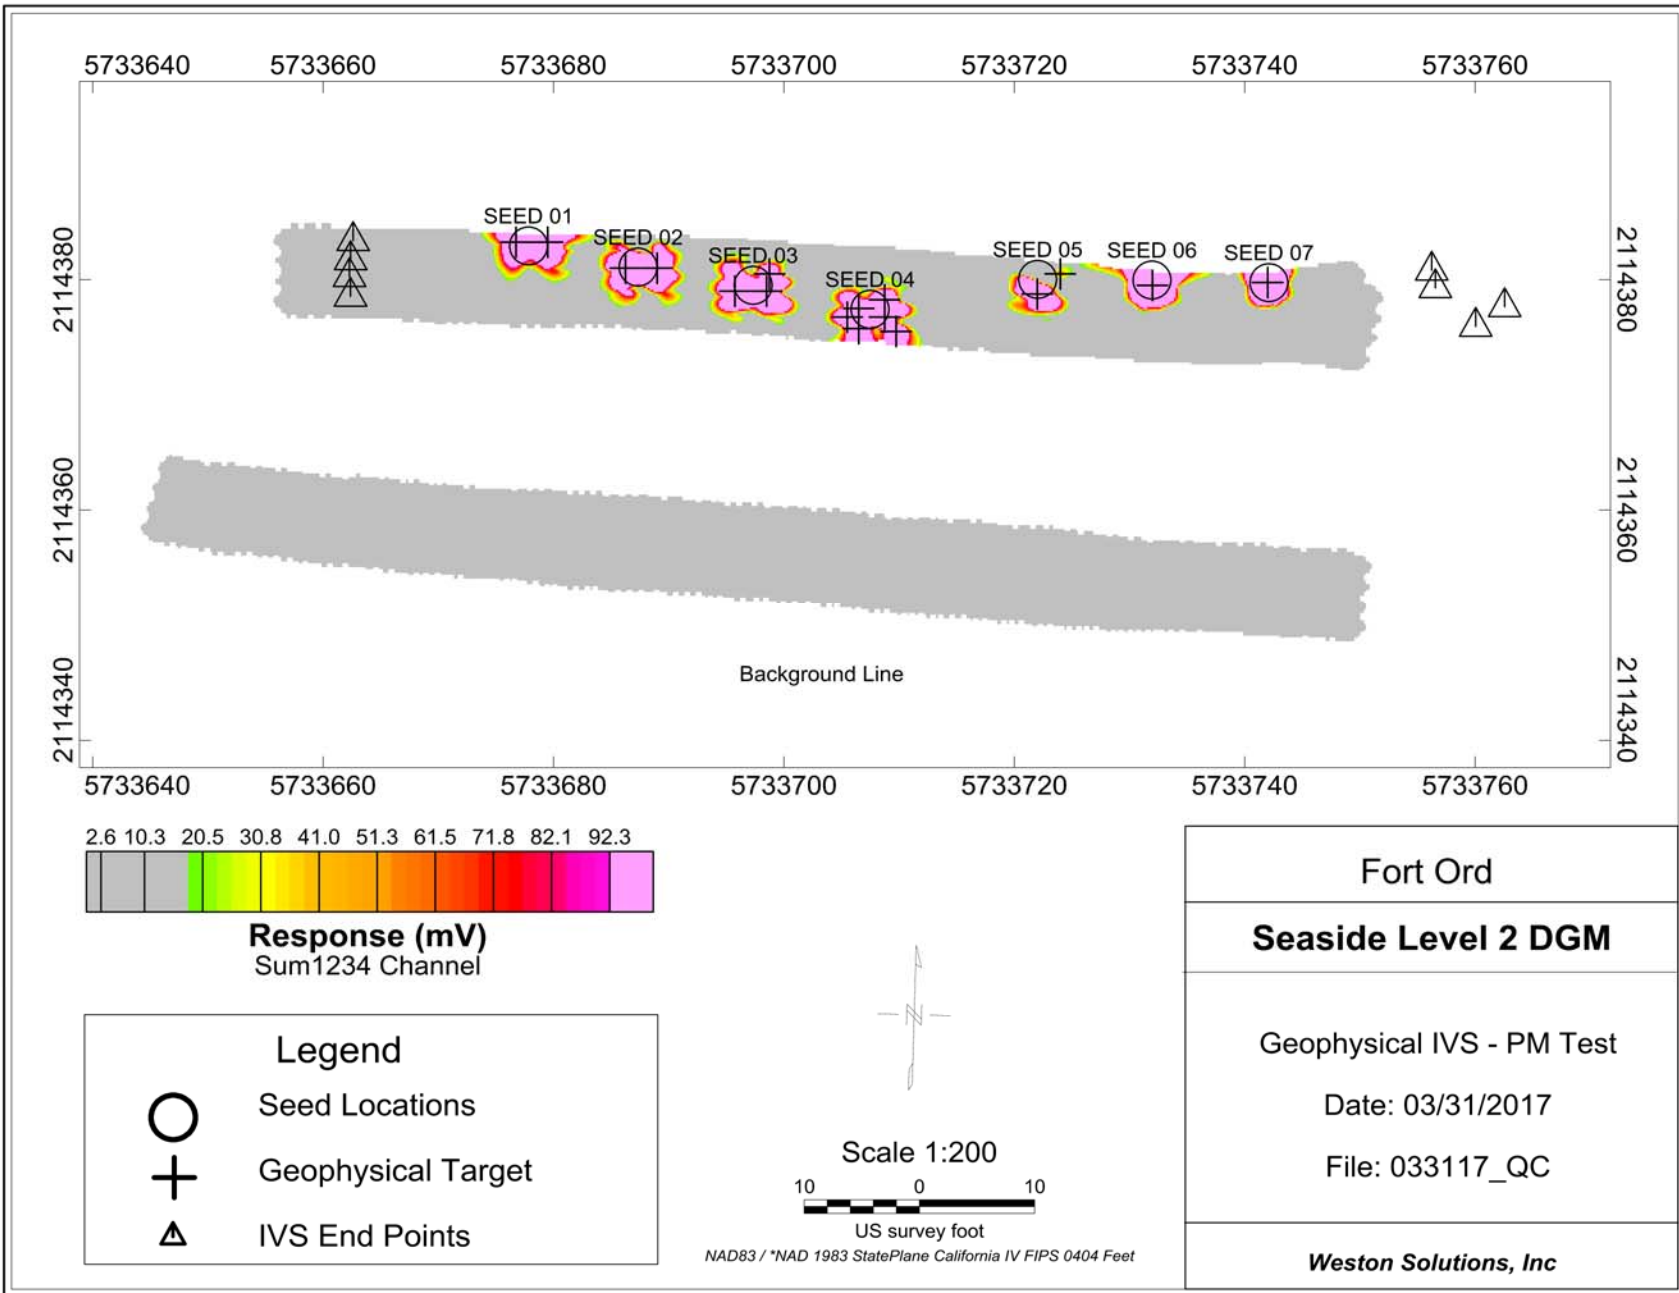 5733640 5733660 5733680 5733700 5733720 5733740 5733760
2114380
2114380
SEED 01
SEED 02
SEED 03
SEED 04
SEED 05
SEED 06
SEED 07
2114360
2114360
Background Line
2114340
2114340
5733640 5733660 5733680 5733700 5733720 5733740 5733760
2.6 10.3 20.5 30.8 41.0 51.3 61.5 71.8 82.1 92.3
Response (mV)
Sum1234 Channel
Legend
Seed Locations
Geophysical Target
IVS End Points
N
Scale 1:200
10 0 10
US survey foot
NAD83 / *NAD 1983 StatePlane California IV FIPS 0404 Feet
Fort Ord
Seaside Level 2 DGM
Geophysical IVS - PM Test
Date: 03/31/2017
File: 033117_QC
Weston Solutions, Inc